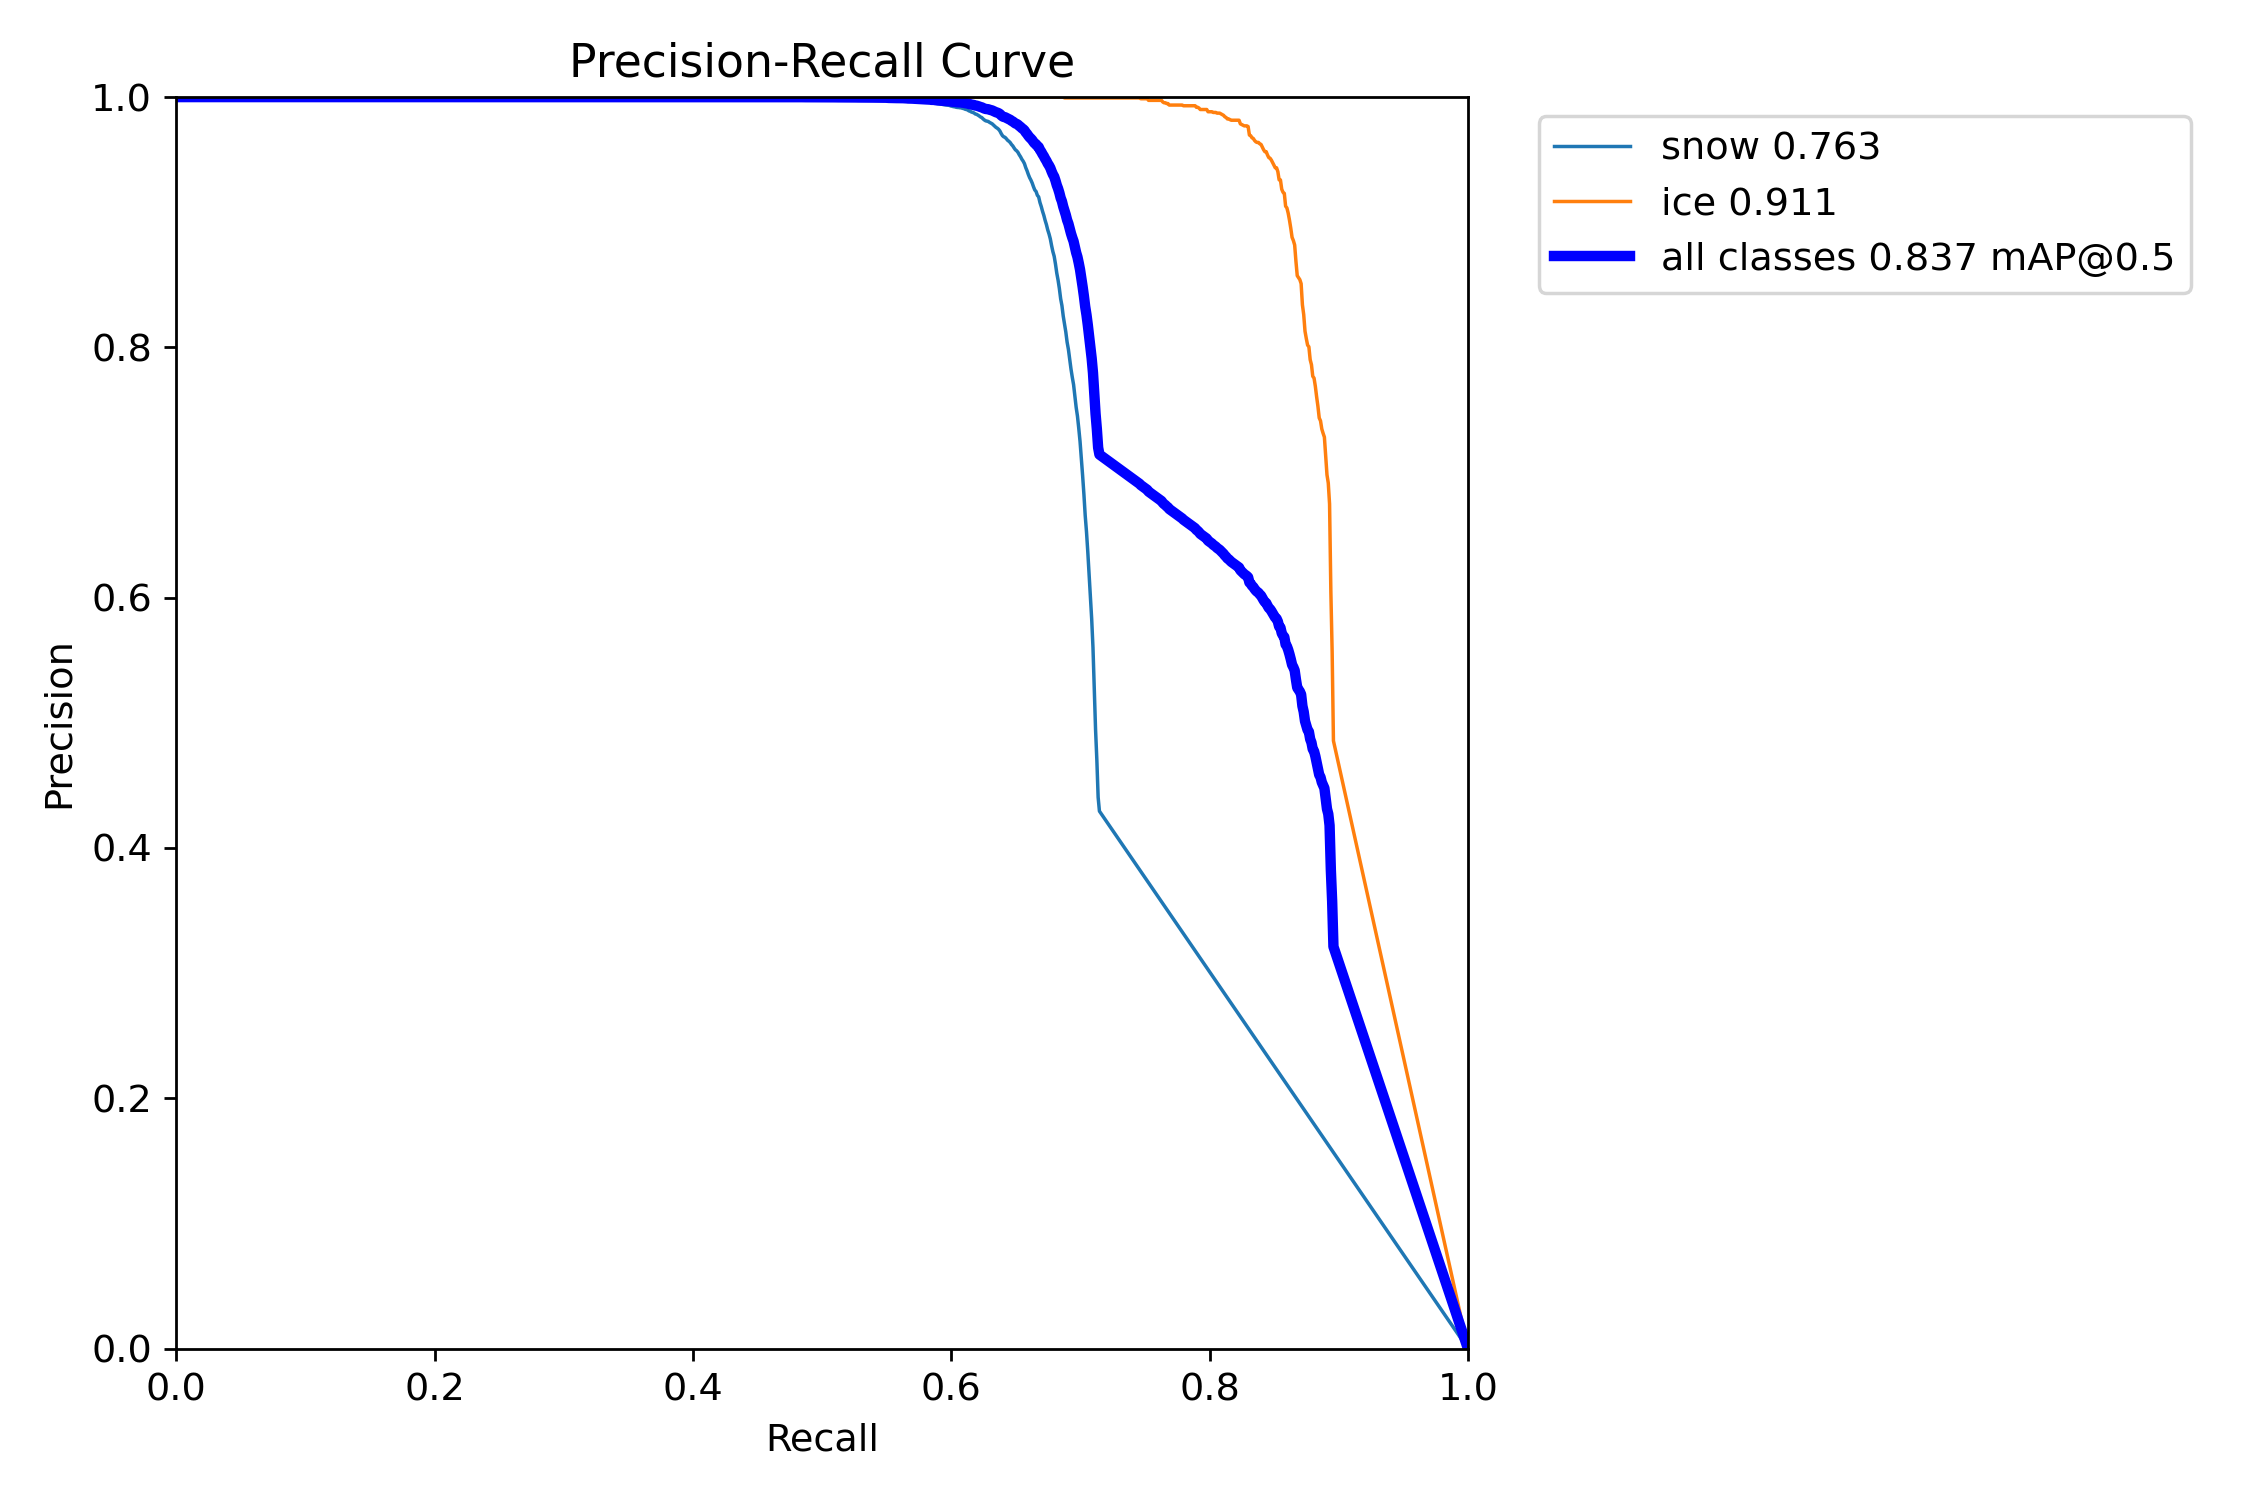 Precision-Recall Curve
1.0
0.8
0.6
0.4
0.2
0.0
Precision
0.0 0.2 0.4 0.6 0.8 1.0
Recall
snow 0.763
ice 0.911
all classes 0.837 mAP@0.5